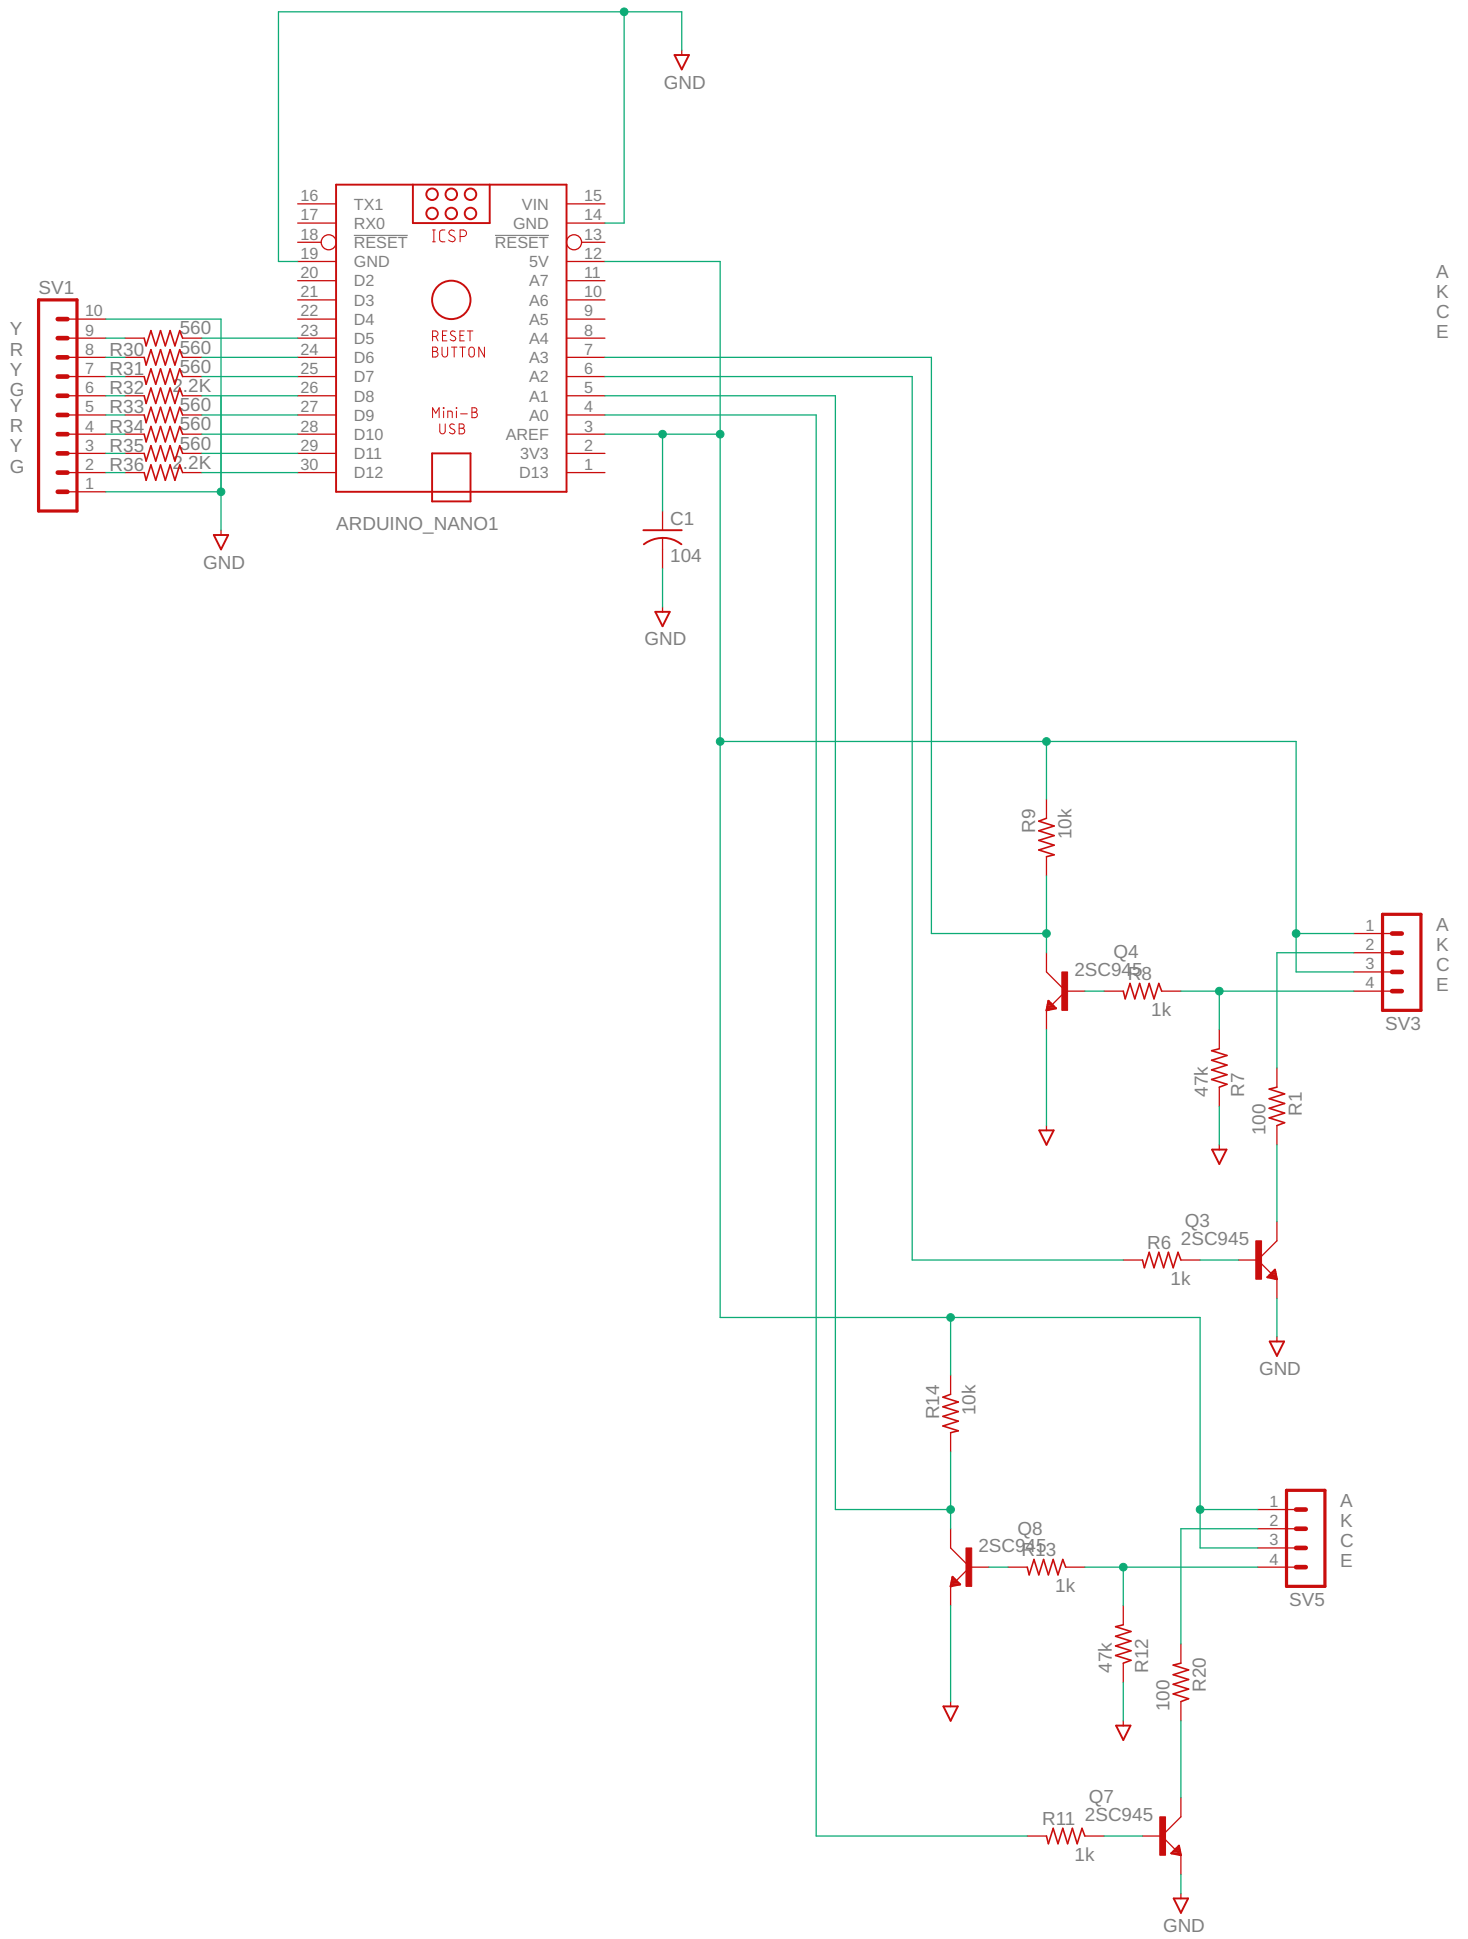 GND
16 TX1 VIN 15
17 RX0 GND 14
18 RESET RESET 13
19 GND 5V 12
20 D2 A7 11
21 D3 A6 10
22 D4 A5 9
23 D5 A4 8
24 D6 A3 7
25 D7 A2 6
26 D8 A1 5
27 D9 A0 4
28 D10 AREF 3
29 D11 3V3 2
30 D12 D13 1
ICSP
RESET
BUTTON
Mini-B
USB
ARDUINO_NANO1
SV1
10
9
8
7
6
5
4
3
2
1
Y
R
Y
G
Y
R
Y
G
560
R30 560
R31 560
R32 2.2K
R33 560
R34 560
R35 560
R36 2.2K
GND
C1
104
GND
A
K
C
E
R9
10k
Q4
2SC945
R8
1k
1
2
3
4
A
K
C
E
SV3
47k
R7
100
R1
Q3
2SC945
R6
1k
GND
R14
10k
Q8
2SC945
R13
1k
1
2
3
4
A
K
C
E
SV5
47k
R12
100
R20
Q7
2SC945
R11
1k
GND